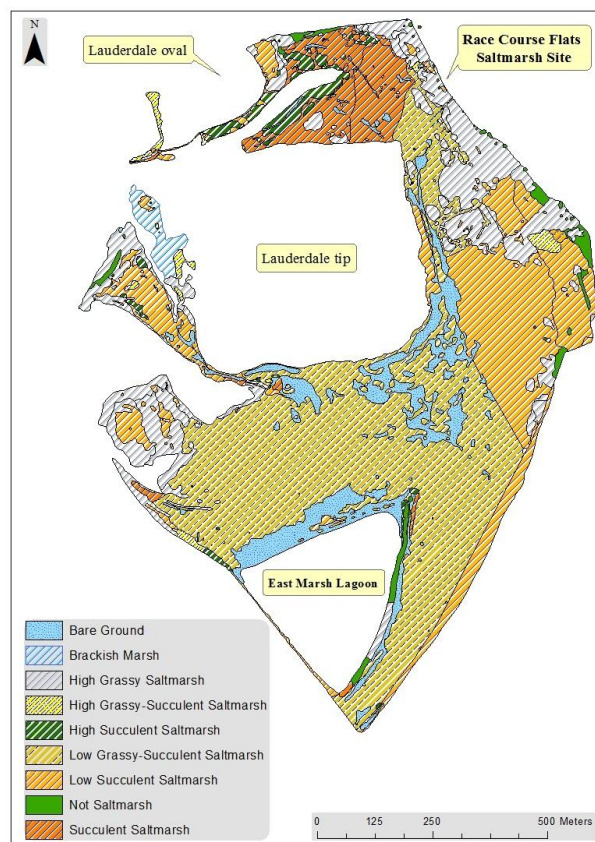 N
Lauderdale oval
Race Course Flats
Saltmarsh Site
Lauderdale tip
East Marsh Lagoon
Bare Ground
Brackish Marsh
High Grassy Saltmarsh
High Grassy-Succulent Saltmarsh
High Succulent Saltmarsh
Low Grassy-Succulent Saltmarsh
Low Succulent Saltmarsh
Not Saltmarsh
Succulent Saltmarsh
0 125 250 500 Meters